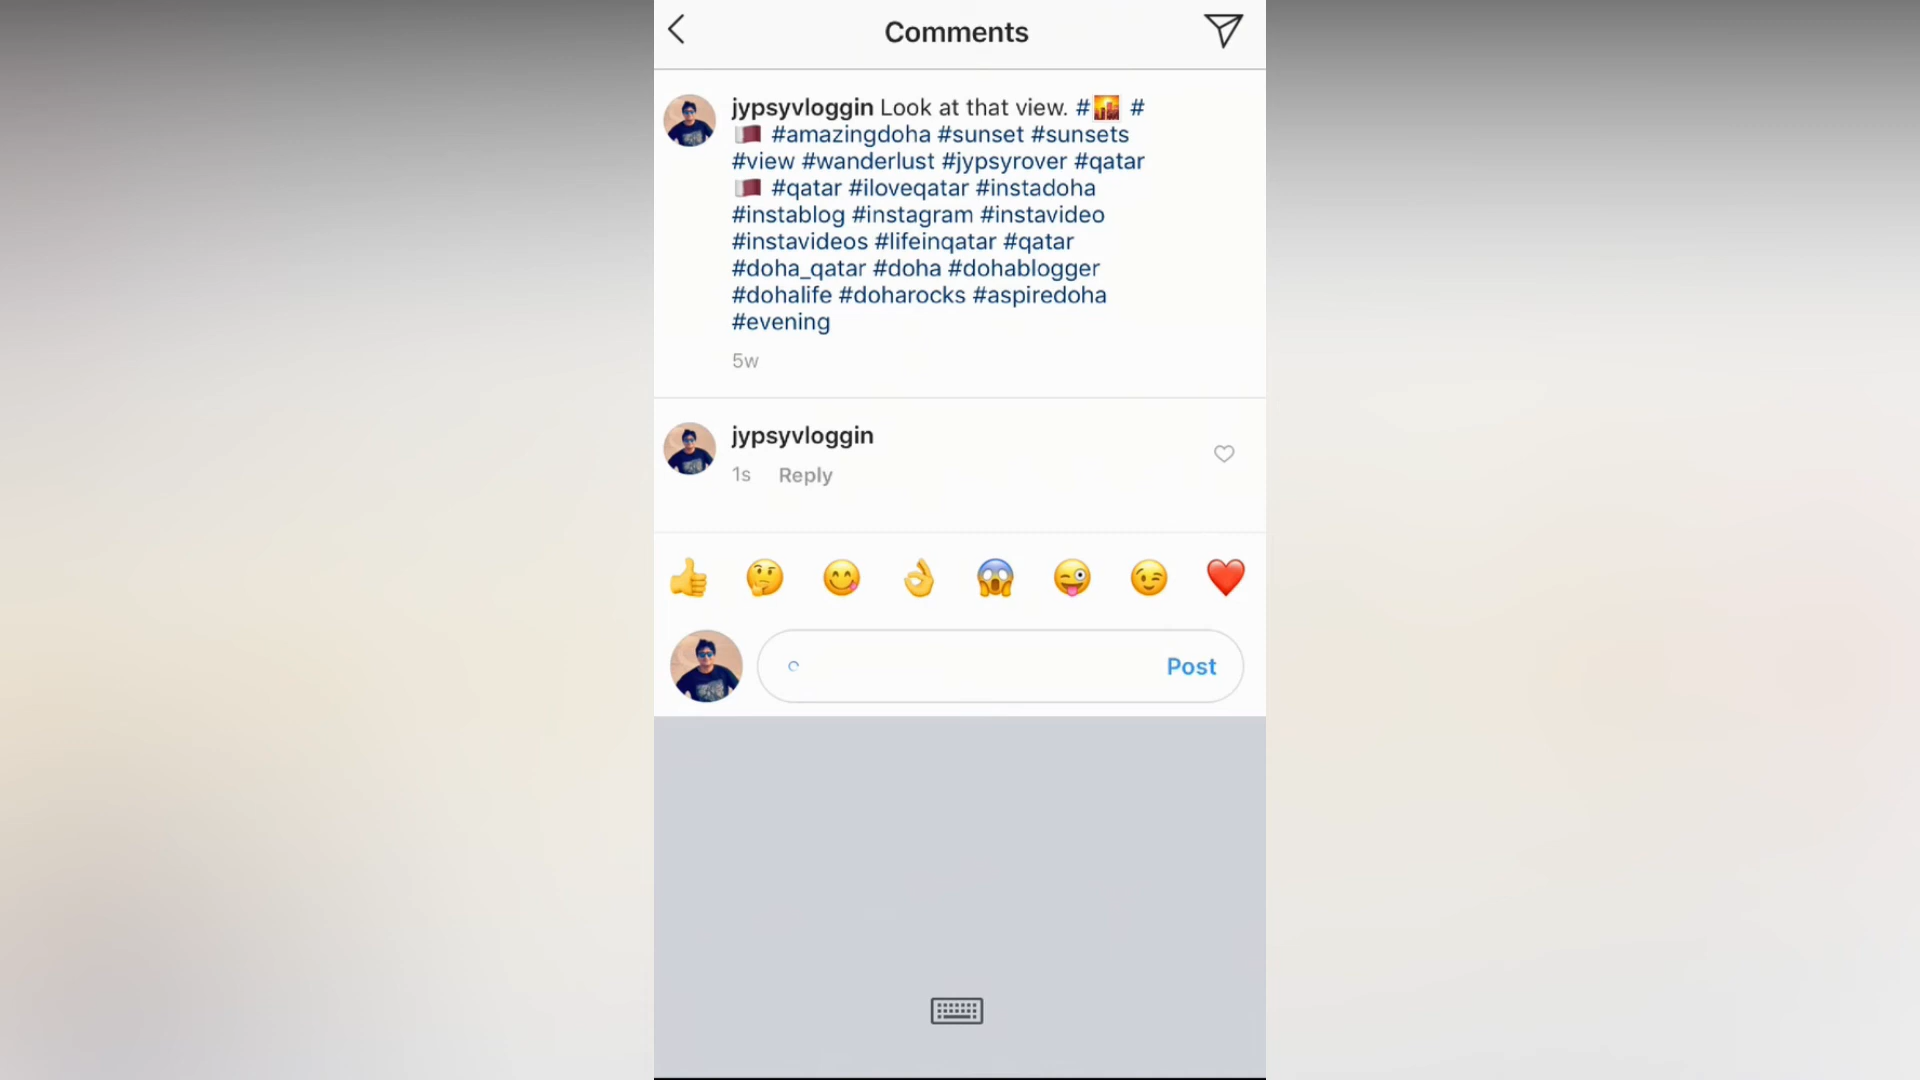 Comments
jypsyvloggin Look at that view. #🌇 #
🇶🇦 #amazingdoha #sunset #sunsets
#view #wanderlust #jypsyrover #qatar
🇶🇦 #qatar #iloveqatar #instadoha
#instablog #instagram #instavideo
#instavideos #lifeinqatar #qatar
#doha_qatar #doha #dohablogger
#dohalife #doharocks #aspiredoha
#evening
5w
jypsyvloggin
1s Reply
Post